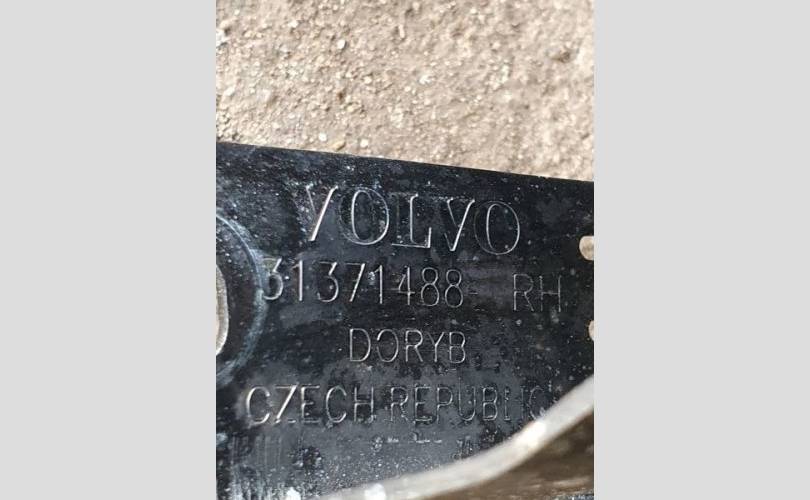 VOLVO
31371488 RH
DORYB
CZECH REPUBLIC